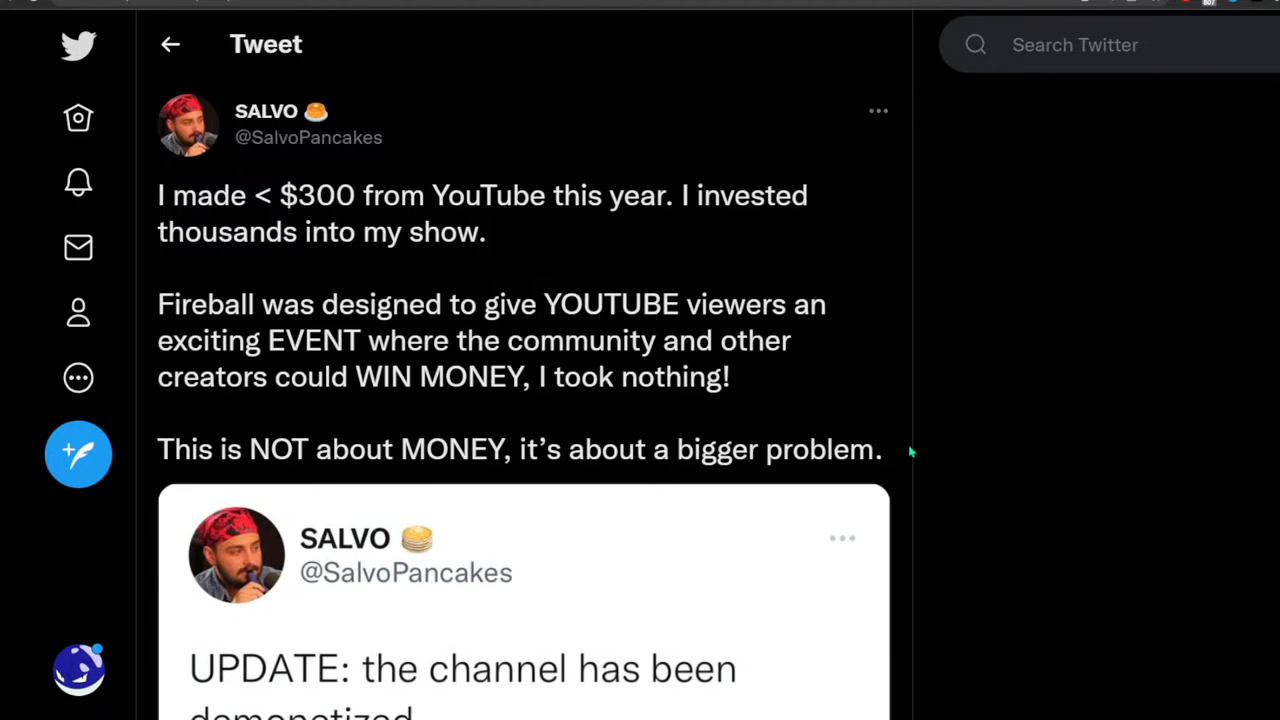 807
Tweet
Search Twitter
SALVO 🥞
@SalvoPancakes
I made < $300 from YouTube this year. I invested
thousands into my show.
Fireball was designed to give YOUTUBE viewers an
exciting EVENT where the community and other
creators could WIN MONEY, I took nothing!
This is NOT about MONEY, it’s about a bigger problem.
SALVO 🥞
@SalvoPancakes
UPDATE: the channel has been
demonetized